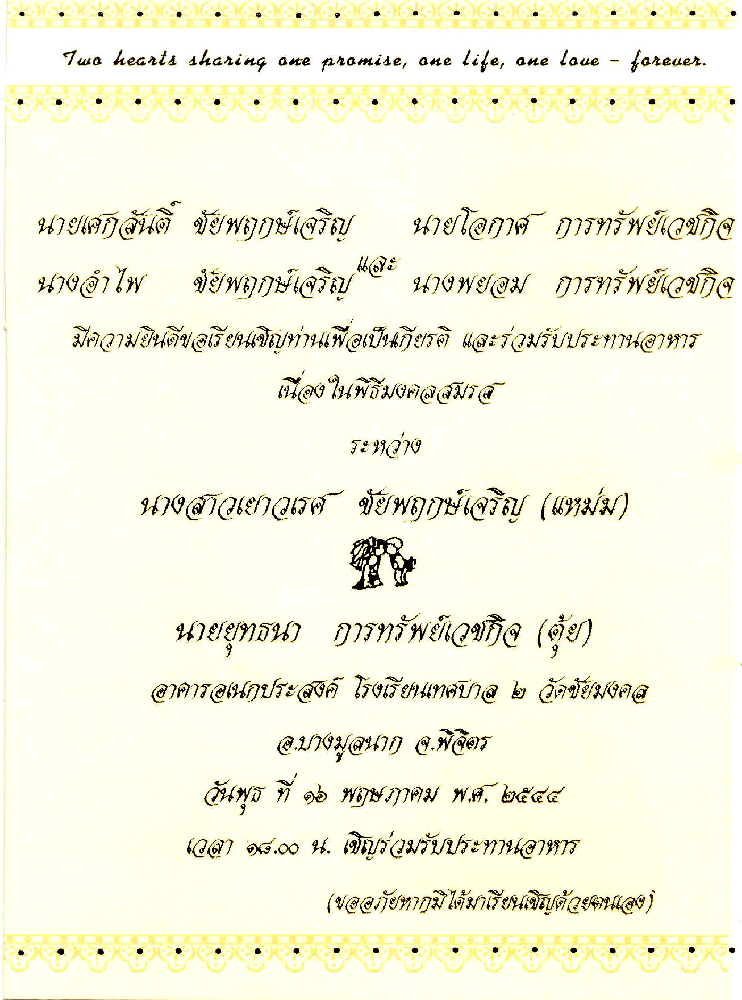 Two hearts sharing one promise, one life, one love - forever.
นายเศกสันติ์ ชัยพฤกษ์เจริญ นายโอกาศ การทรัพย์เวชกิจ
และ
นางอำไพ ชัยพฤกษ์เจริญ นางพยอม การทรัพย์เวชกิจ
มีความยินดีขอเรียนเชิญท่านเพื่อเป็นเกียรติ และร่วมรับประทานอาหาร
เนื่องในพิธีมงคลสมรส
ระหว่าง
นางสาวเยาวเรศ ชัยพฤกษ์เจริญ (แหม่ม)
นายยุทธนา การทรัพย์เวชกิจ (ตุ้ย)
อาคารอเนกประสงค์ โรงเรียนเทศบาล ๒ วัดชัยมงคล
อ.บางมูลนาก จ.พิจิตร
วันพุธ ที่ ๑๖ พฤษภาคม พ.ศ. ๒๕๔๔
เวลา ๑๘.๐๐ น. เชิญร่วมรับประทานอาหาร
(ขออภัยหากมิได้มาเรียนเชิญด้วยตนเอง)